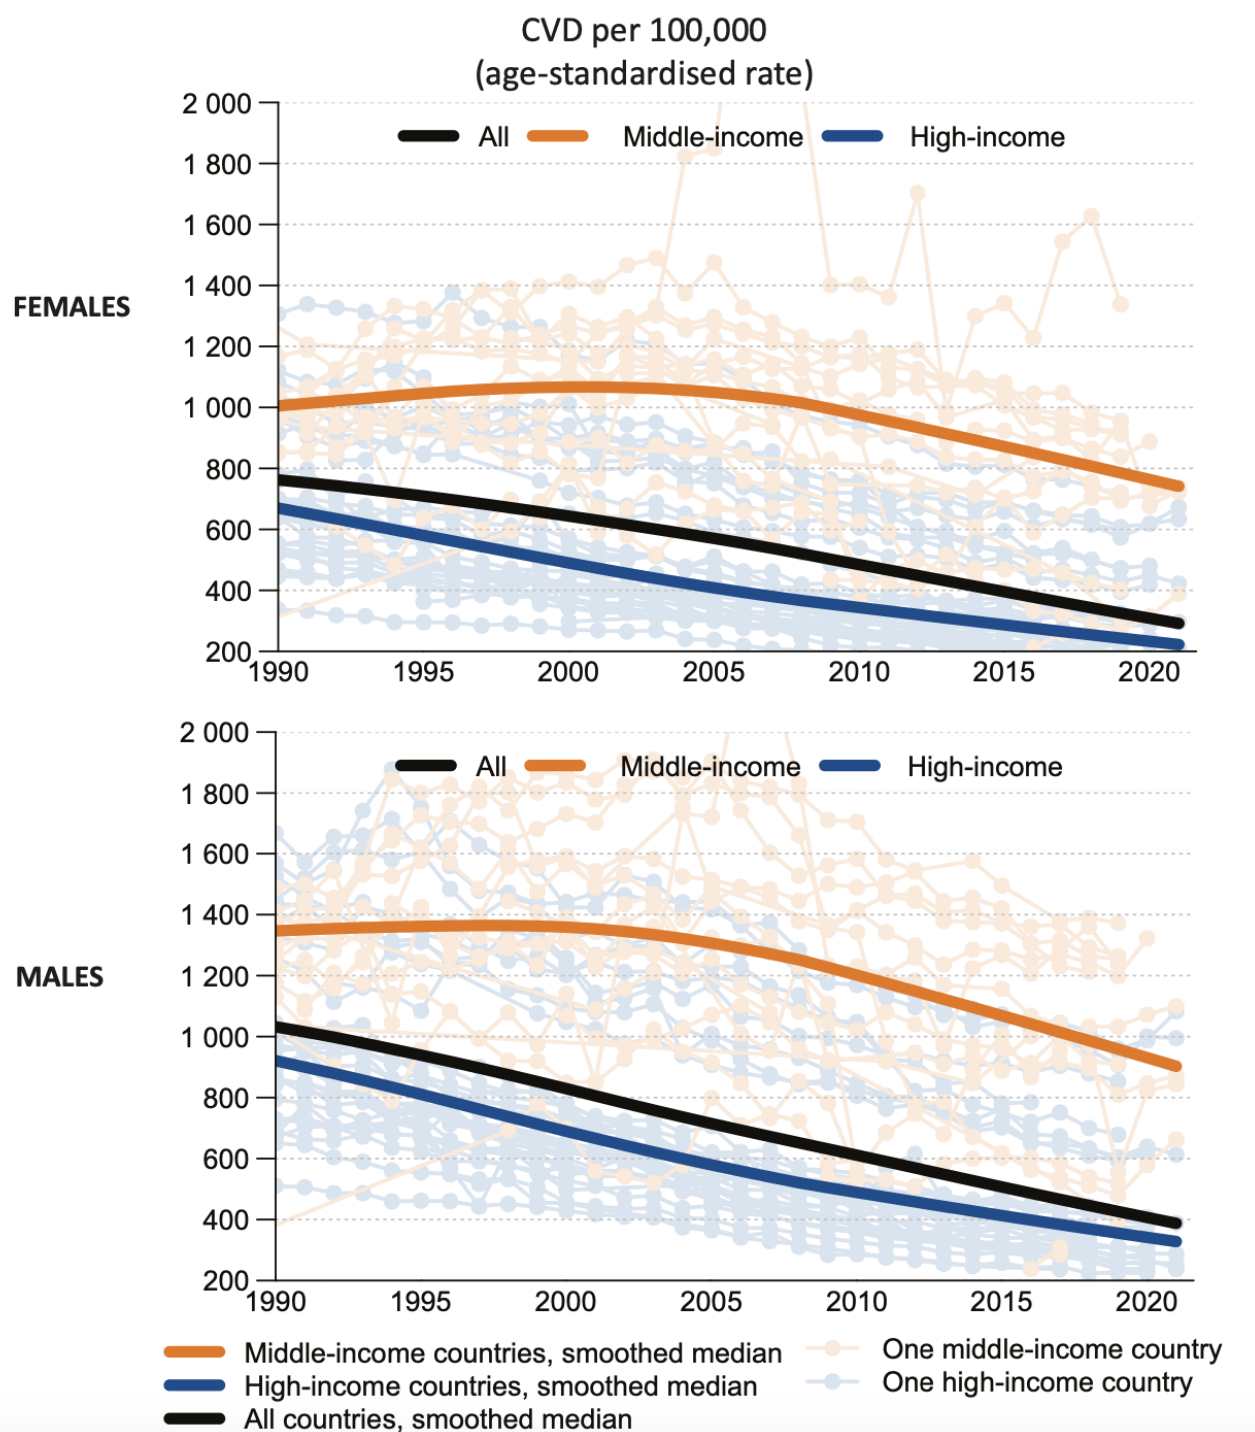 CVD per 100,000
(age-standardised rate)
FEMALES
2 000
1 800
1 600
1 400
1 200
1 000
800
600
400
200
All Middle-income High-income
1990 1995 2000 2005 2010 2015 2020
MALES
2 000
1 800
1 600
1 400
1 200
1 000
800
600
400
200
All Middle-income High-income
1990 1995 2000 2005 2010 2015 2020
Middle-income countries, smoothed median
High-income countries, smoothed median
All countries, smoothed median
One middle-income country
One high-income country